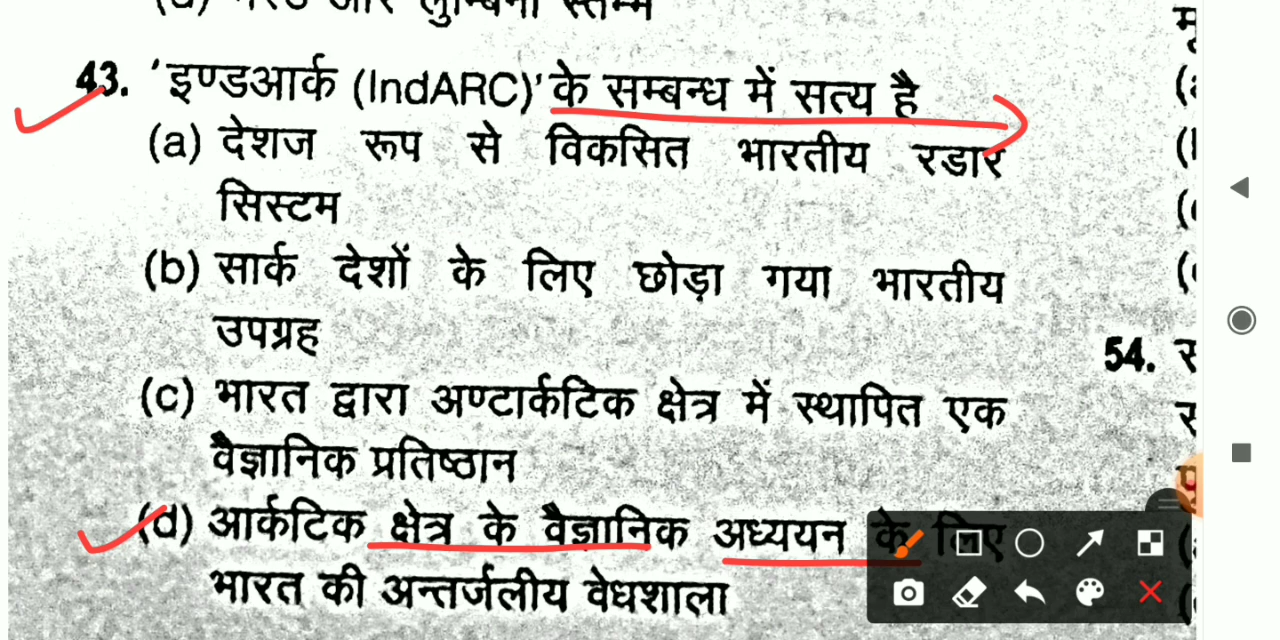 43. 'इण्डआर्क (IndARC)' के सम्बन्ध में सत्य है
(a) देशज रूप से विकसित भारतीय रडार
सिस्टम
(b) सार्क देशों के लिए छोड़ा गया भारतीय
उपग्रह
(c) भारत द्वारा अण्टार्कटिक क्षेत्र में स्थापित एक
वैज्ञानिक प्रतिष्ठान
(d) आर्कटिक क्षेत्र के वैज्ञानिक अध्ययन के लिए
भारत की अन्तर्जलीय वेधशाला
54.